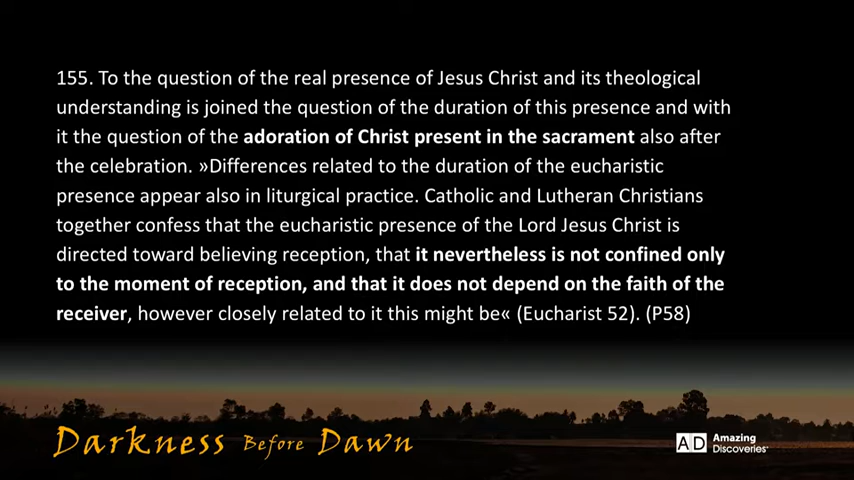 155. To the question of the real presence of Jesus Christ and its theological
understanding is joined the question of the duration of this presence and with
it the question of the adoration of Christ present in the sacrament also after
the celebration. »Differences related to the duration of the eucharistic
presence appear also in liturgical practice. Catholic and Lutheran Christians
together confess that the eucharistic presence of the Lord Jesus Christ is
directed toward believing reception, that it nevertheless is not confined only
to the moment of reception, and that it does not depend on the faith of the
receiver, however closely related to it this might be« (Eucharist 52). (P58)
Darkness Before Dawn
AD Amazing
Discoveries